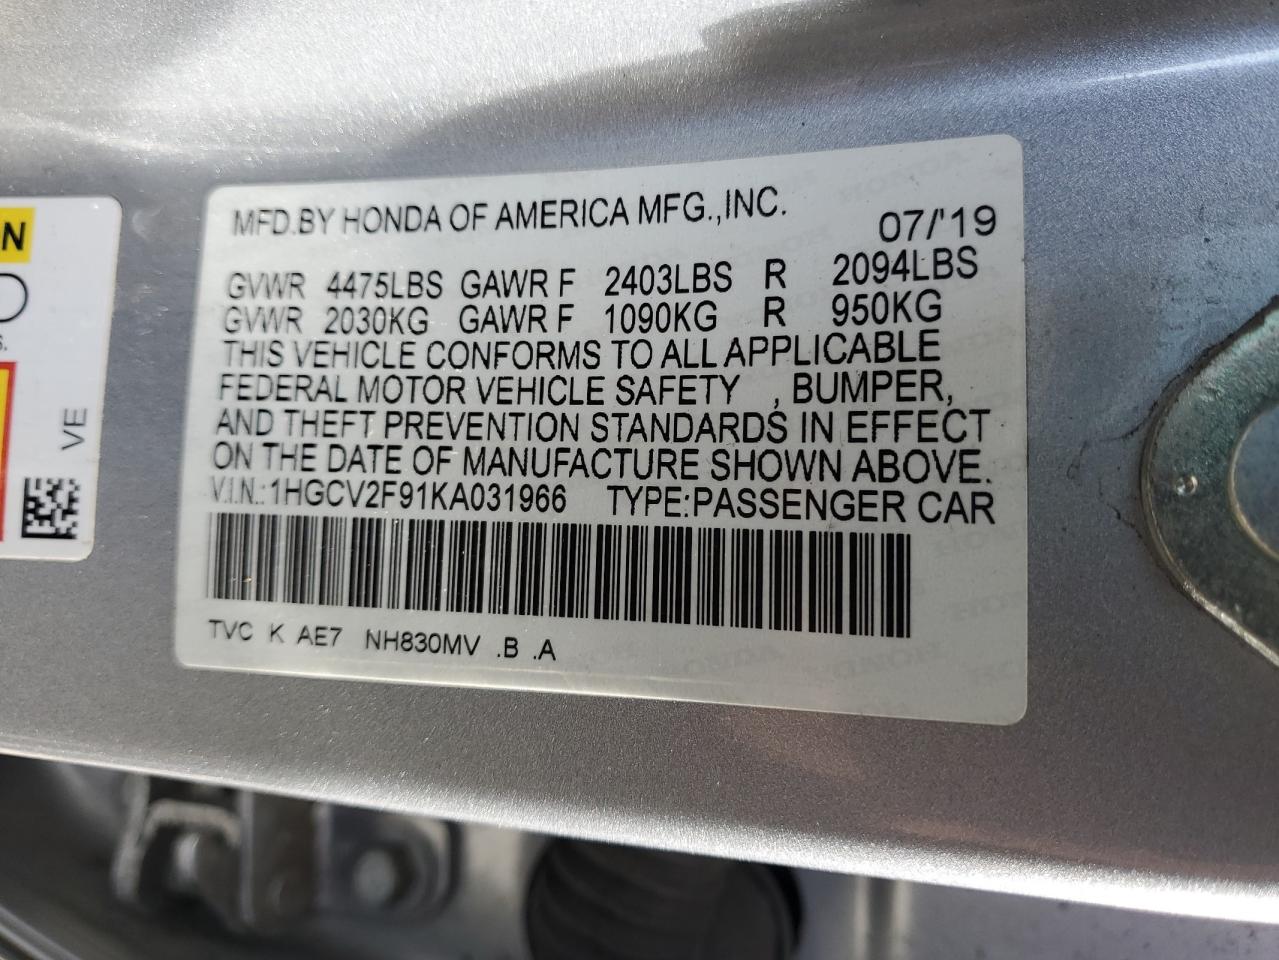 MFD.BY HONDA OF AMERICA MFG.,INC. 07/'19
GVWR 4475LBS GAWR F 2403LBS R 2094LBS
GVWR 2030KG GAWR F 1090KG R 950KG
THIS VEHICLE CONFORMS TO ALL APPLICABLE
FEDERAL MOTOR VEHICLE SAFETY , BUMPER,
AND THEFT PREVENTION STANDARDS IN EFFECT
ON THE DATE OF MANUFACTURE SHOWN ABOVE.
V.I.N.:1HGCV2F91KA031966 TYPE:PASSENGER CAR
TVC K AE7 NH830MV .B .A
VE